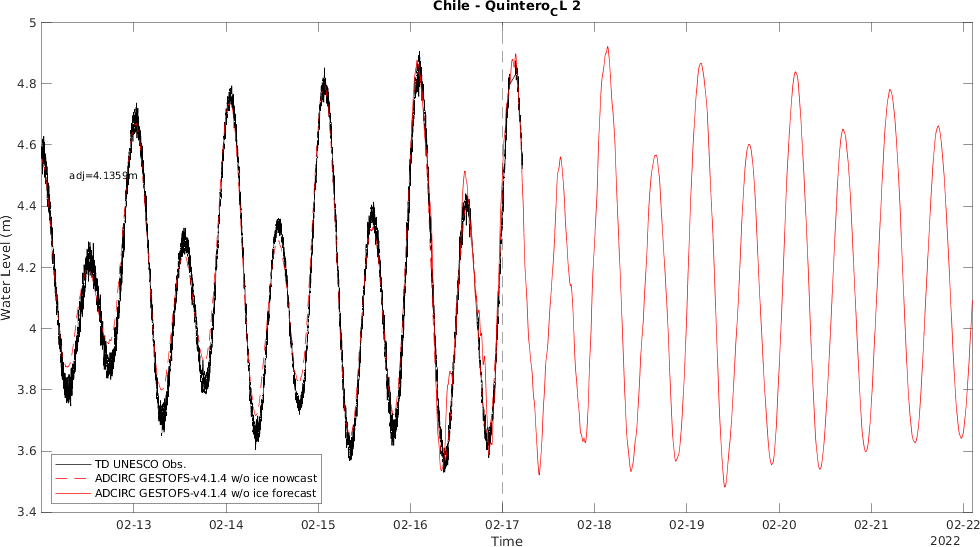 Chile - Quintero_CL 2
5
4.8
4.6
adj=4.1359m
4.4
4.2
4
3.8
3.6
3.4
Water Level (m)
TD UNESCO Obs.
ADCIRC GESTOFS-v4.1.4 w/o ice nowcast
ADCIRC GESTOFS-v4.1.4 w/o ice forecast
02-13 02-14 02-15 02-16 02-17 02-18 02-19 02-20 02-21 02-22
Time
2022